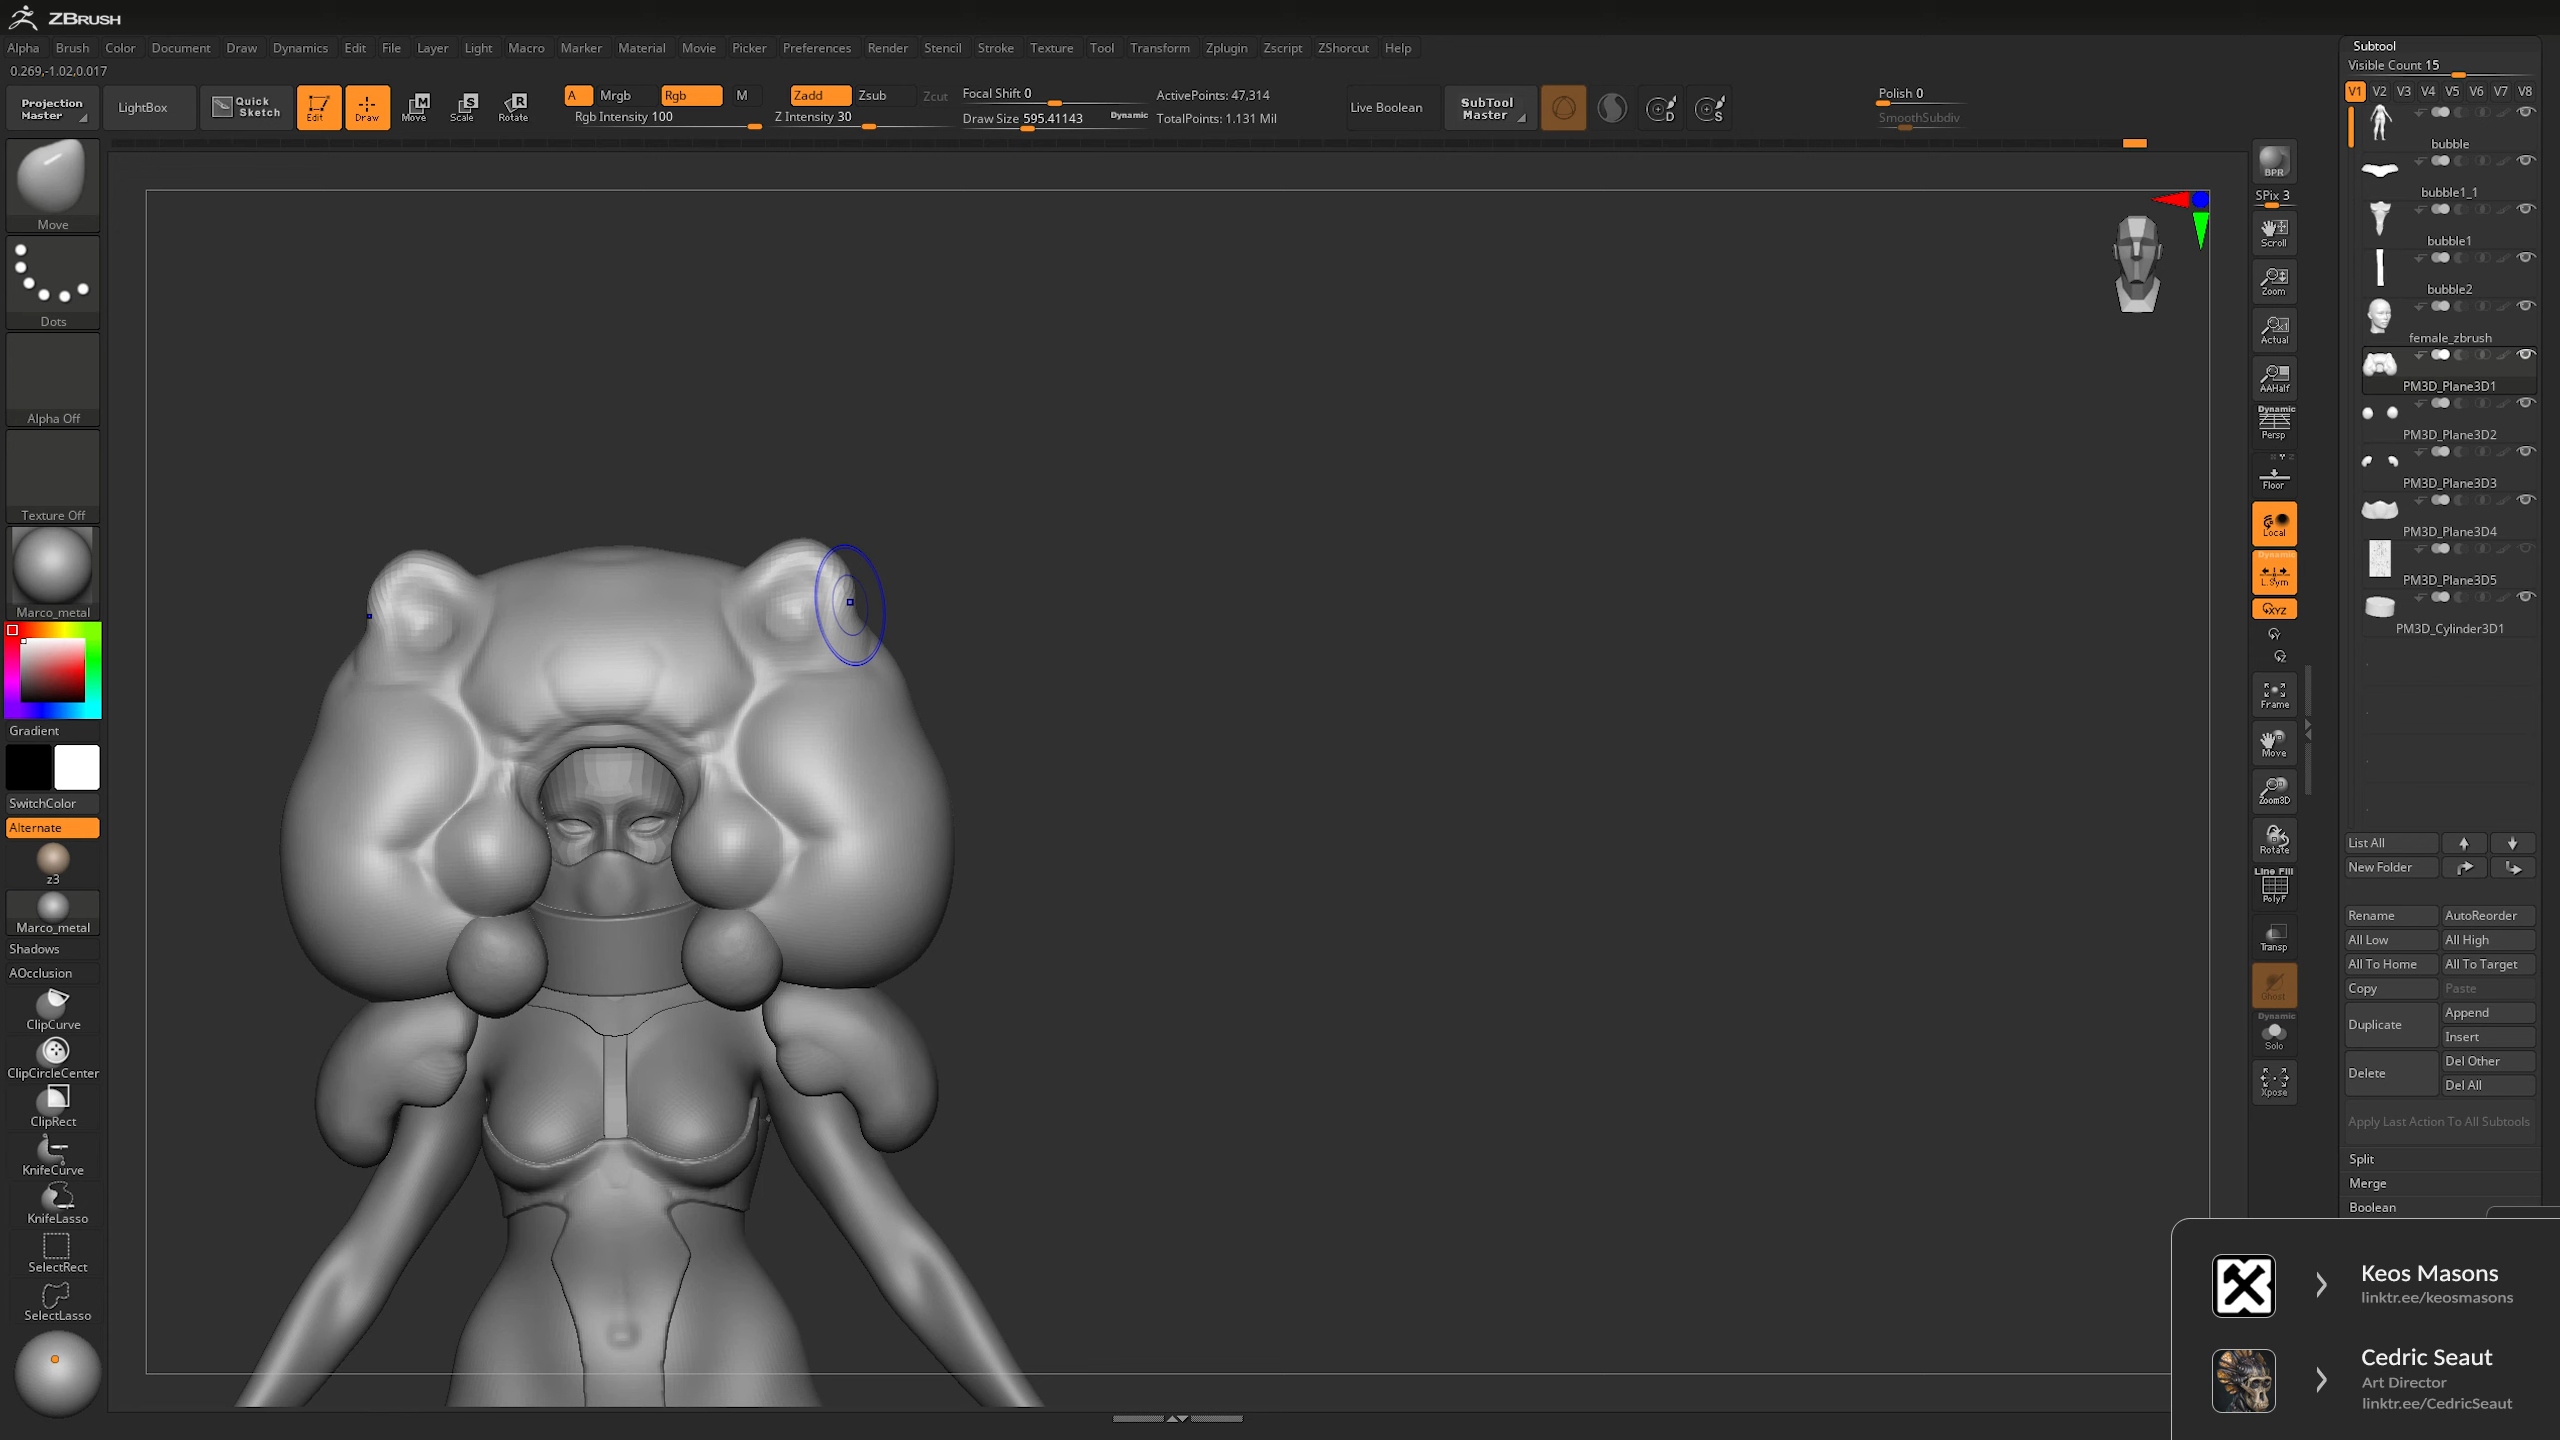 ZBRUSH
Alpha Brush Color Document Draw Dynamics Edit File Layer Light Macro Marker Material Movie Picker Preferences Render Stencil Stroke Texture Tool Transform Zplugin Zscript ZShorcut Help
0.269,-1.02,0.017
Projection Master
LightBox
Quick Sketch
Edit
Draw
Move
Scale
Rotate
A Mrgb Rgb M
Rgb Intensity 100
Zadd Zsub Zcut
Z Intensity 30
Focal Shift 0
Draw Size 595.41143 Dynamic
ActivePoints: 47,314
TotalPoints: 1.131 Mil
Live Boolean
SubTool Master
D
S
Polish 0
SmoothSubdiv
Move
Dots
Alpha Off
Texture Off
Marco_metal
Gradient
SwitchColor
Alternate
z3
Marco_metal
Shadows
AOcclusion
ClipCurve
ClipCircleCenter
ClipRect
KnifeCurve
KnifeLasso
SelectRect
SelectLasso
BPR
SPix 3
Scroll
Zoom
Actual
AAHalf
Dynamic
Persp
Floor
Local
Dynamic
L.Sym
XYZ
Y
Z
Frame
Move
Zoom3D
Rotate
Line Fill
PolyF
Transp
Ghost
Dynamic
Solo
Xpose
Subtool
Visible Count 15
V1 V2 V3 V4 V5 V6 V7 V8
bubble
bubble1_1
bubble1
bubble2
female_zbrush
PM3D_Plane3D1
PM3D_Plane3D2
PM3D_Plane3D3
PM3D_Plane3D4
PM3D_Plane3D5
PM3D_Cylinder3D1
List All
New Folder
Rename AutoReorder
All Low All High
All To Home All To Target
Copy Paste
Duplicate Append
Insert
Delete Del Other
Del All
Apply Last Action To All Subtools
Split
Merge
Boolean
Keos Masons
linktr.ee/keosmasons
Cedric Seaut
Art Director
linktr.ee/CedricSeaut